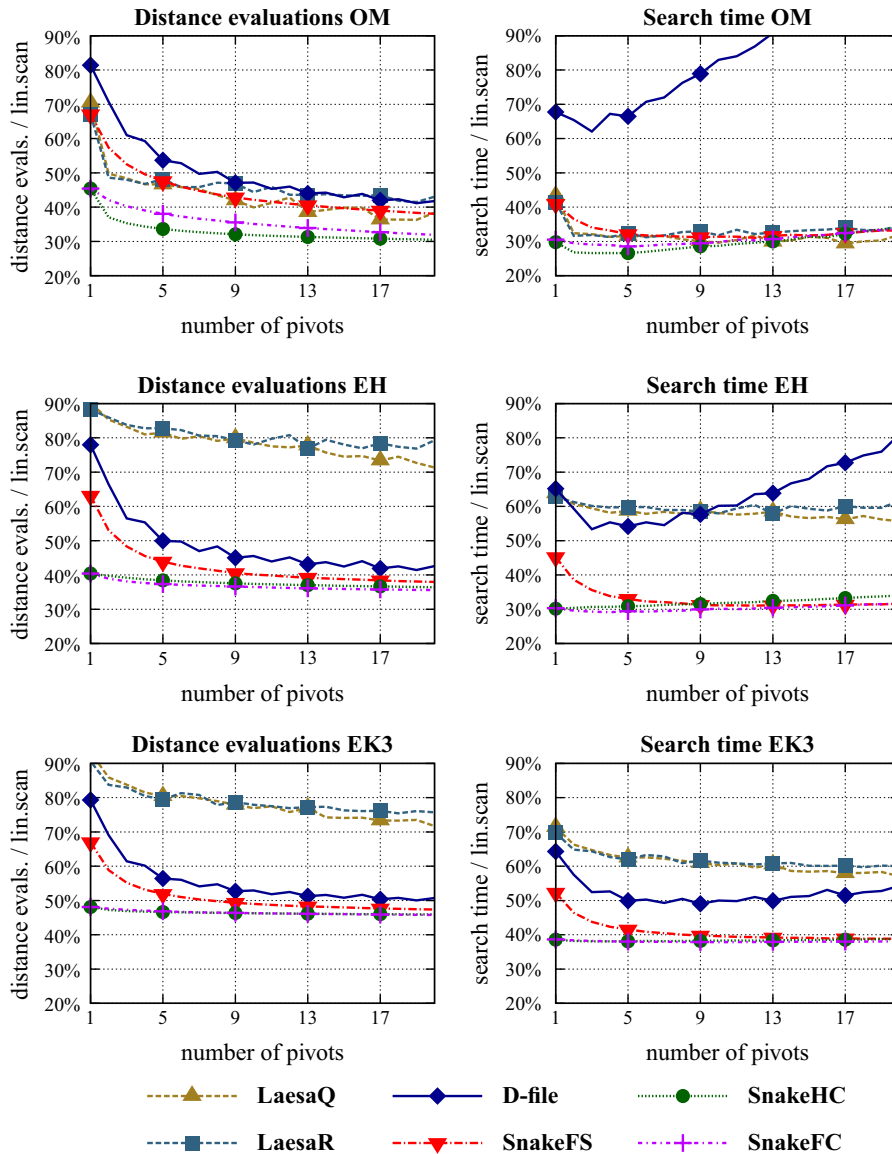 Distance evaluations OM
distance evals. / lin.scan
90%
80%
70%
60%
50%
40%
30%
20%
1 5 9 13 17
number of pivots
Search time OM
search time / lin.scan
90%
80%
70%
60%
50%
40%
30%
20%
1 5 9 13 17
number of pivots
Distance evaluations EH
distance evals. / lin.scan
90%
80%
70%
60%
50%
40%
30%
20%
1 5 9 13 17
number of pivots
Search time EH
search time / lin.scan
90%
80%
70%
60%
50%
40%
30%
20%
1 5 9 13 17
number of pivots
Distance evaluations EK3
distance evals. / lin.scan
90%
80%
70%
60%
50%
40%
30%
20%
1 5 9 13 17
number of pivots
Search time EK3
search time / lin.scan
90%
80%
70%
60%
50%
40%
30%
20%
1 5 9 13 17
number of pivots
LaesaQ D-file SnakeHC
LaesaR SnakeFS SnakeFC